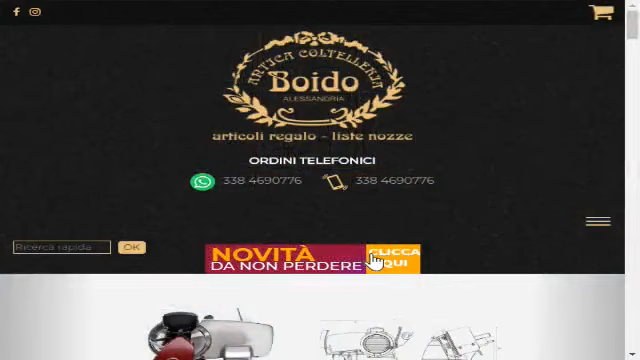 ANTICA COLTELLERIA
Boido
ALESSANDRIA
articoli regalo - liste nozze
ORDINI TELEFONICI
338 4690776 338 4690776
Ricerca rapida OK
NOVITÀ
DA NON PERDERE
CLICCA
QUI